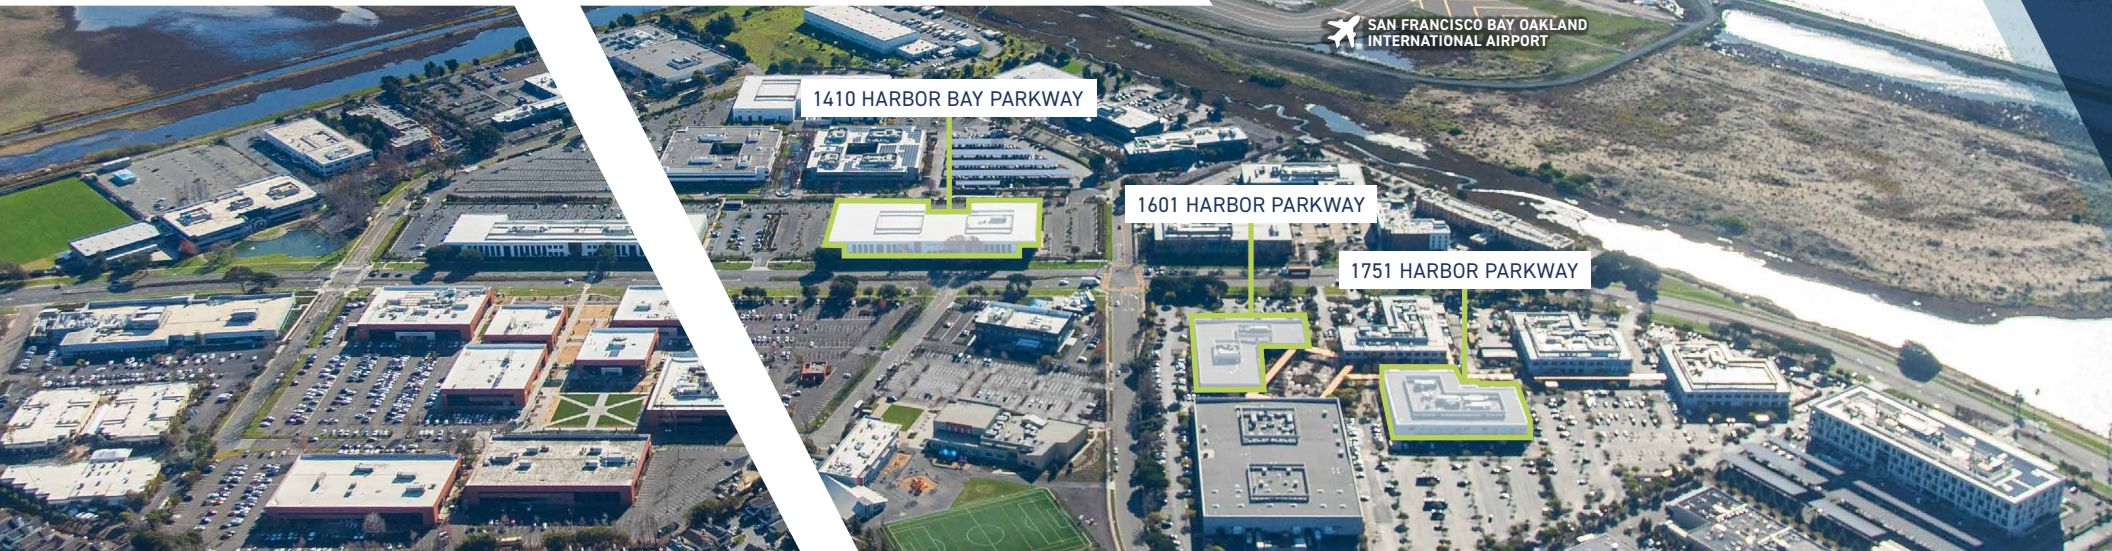 SAN FRANCISCO BAY OAKLAND
INTERNATIONAL AIRPORT
1410 HARBOR BAY PARKWAY
1601 HARBOR PARKWAY
1751 HARBOR PARKWAY